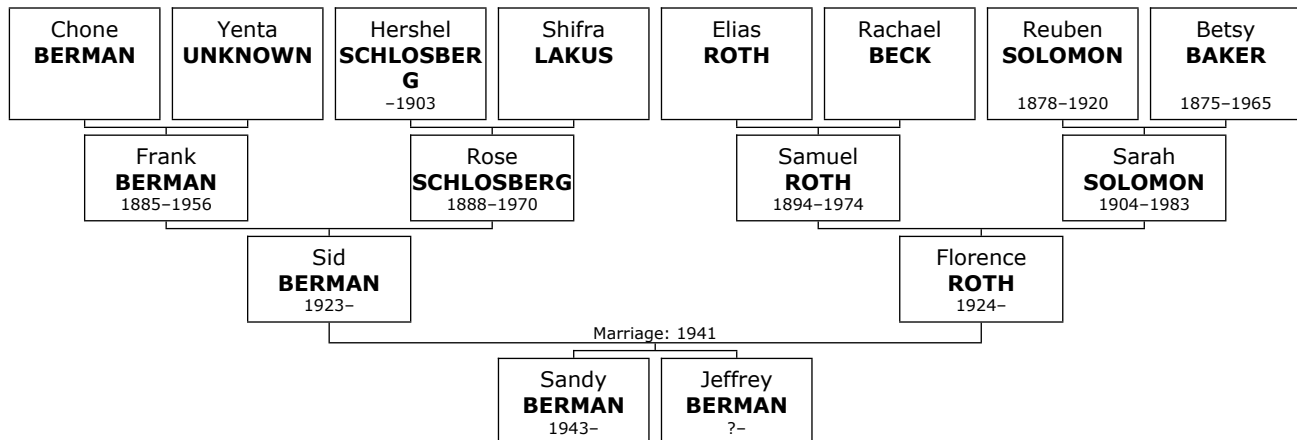 Chone
BERMAN
Yenta
UNKNOWN
Hershel
SCHLOSBER
G
–1903
Shifra
LAKUS
Elias
ROTH
Rachael
BECK
Reuben
SOLOMON
1878–1920
Betsy
BAKER
1875–1965
Frank
BERMAN
1885–1956
Rose
SCHLOSBERG
1888–1970
Samuel
ROTH
1894–1974
Sarah
SOLOMON
1904–1983
Sid
BERMAN
1923–
Florence
ROTH
1924–
Marriage: 1941
Sandy
BERMAN
1943–
Jeffrey
BERMAN
?–